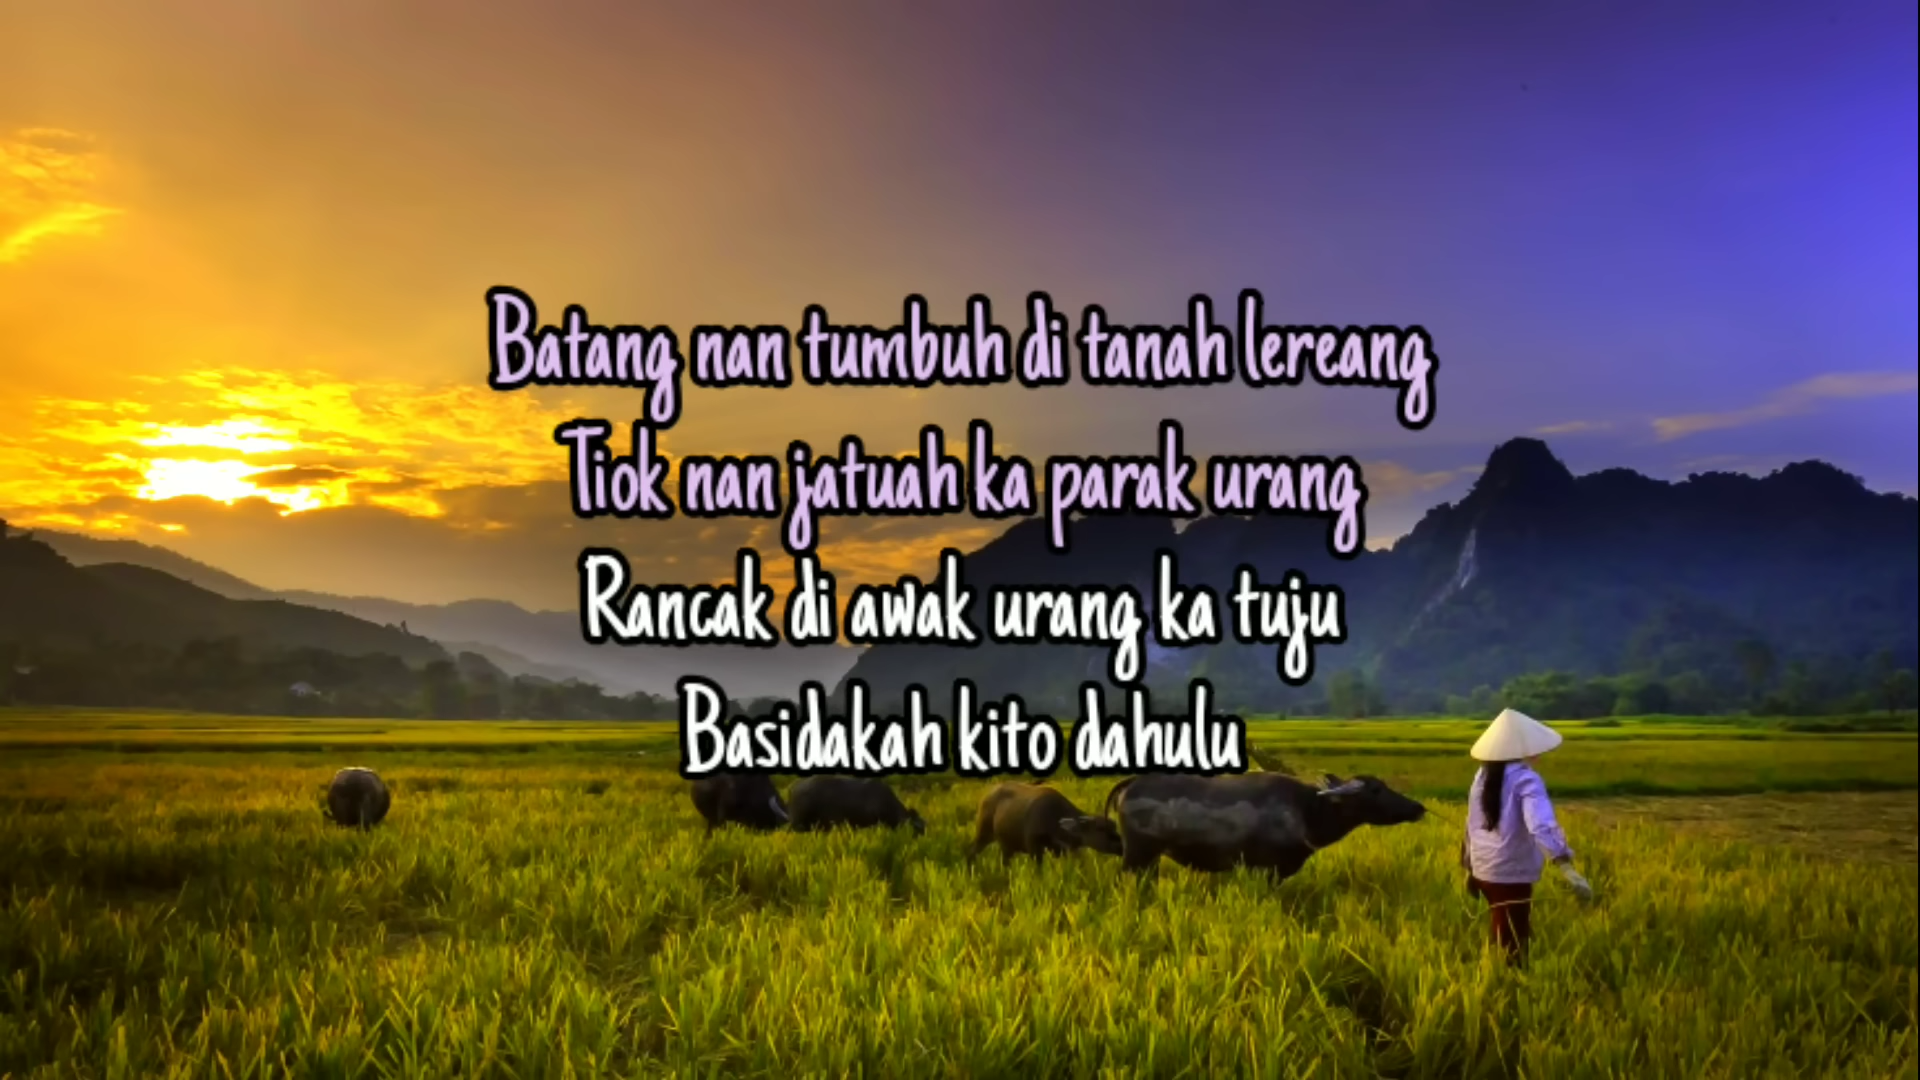 Batang nan tumbuh di tanah lereang
Tiok nan jatuah ka parak urang
Rancak di awak urang ka tuju
Basidakah kito dahulu